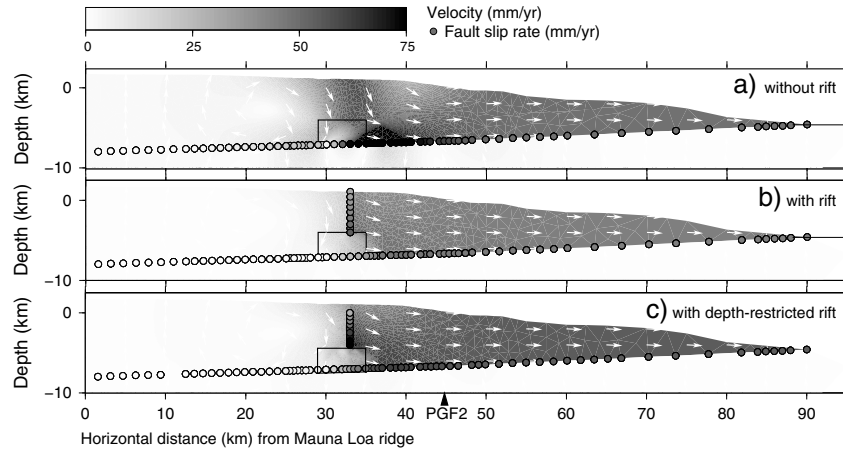 Velocity (mm/yr)
Fault slip rate (mm/yr)
0 25 50 75
Depth (km)
0
−10
a) without rift
Depth (km)
0
−10
b) with rift
Depth (km)
0
−10
c) with depth-restricted rift
0 10 20 30 40 50 60 70 80 90
PGF2
Horizontal distance (km) from Mauna Loa ridge